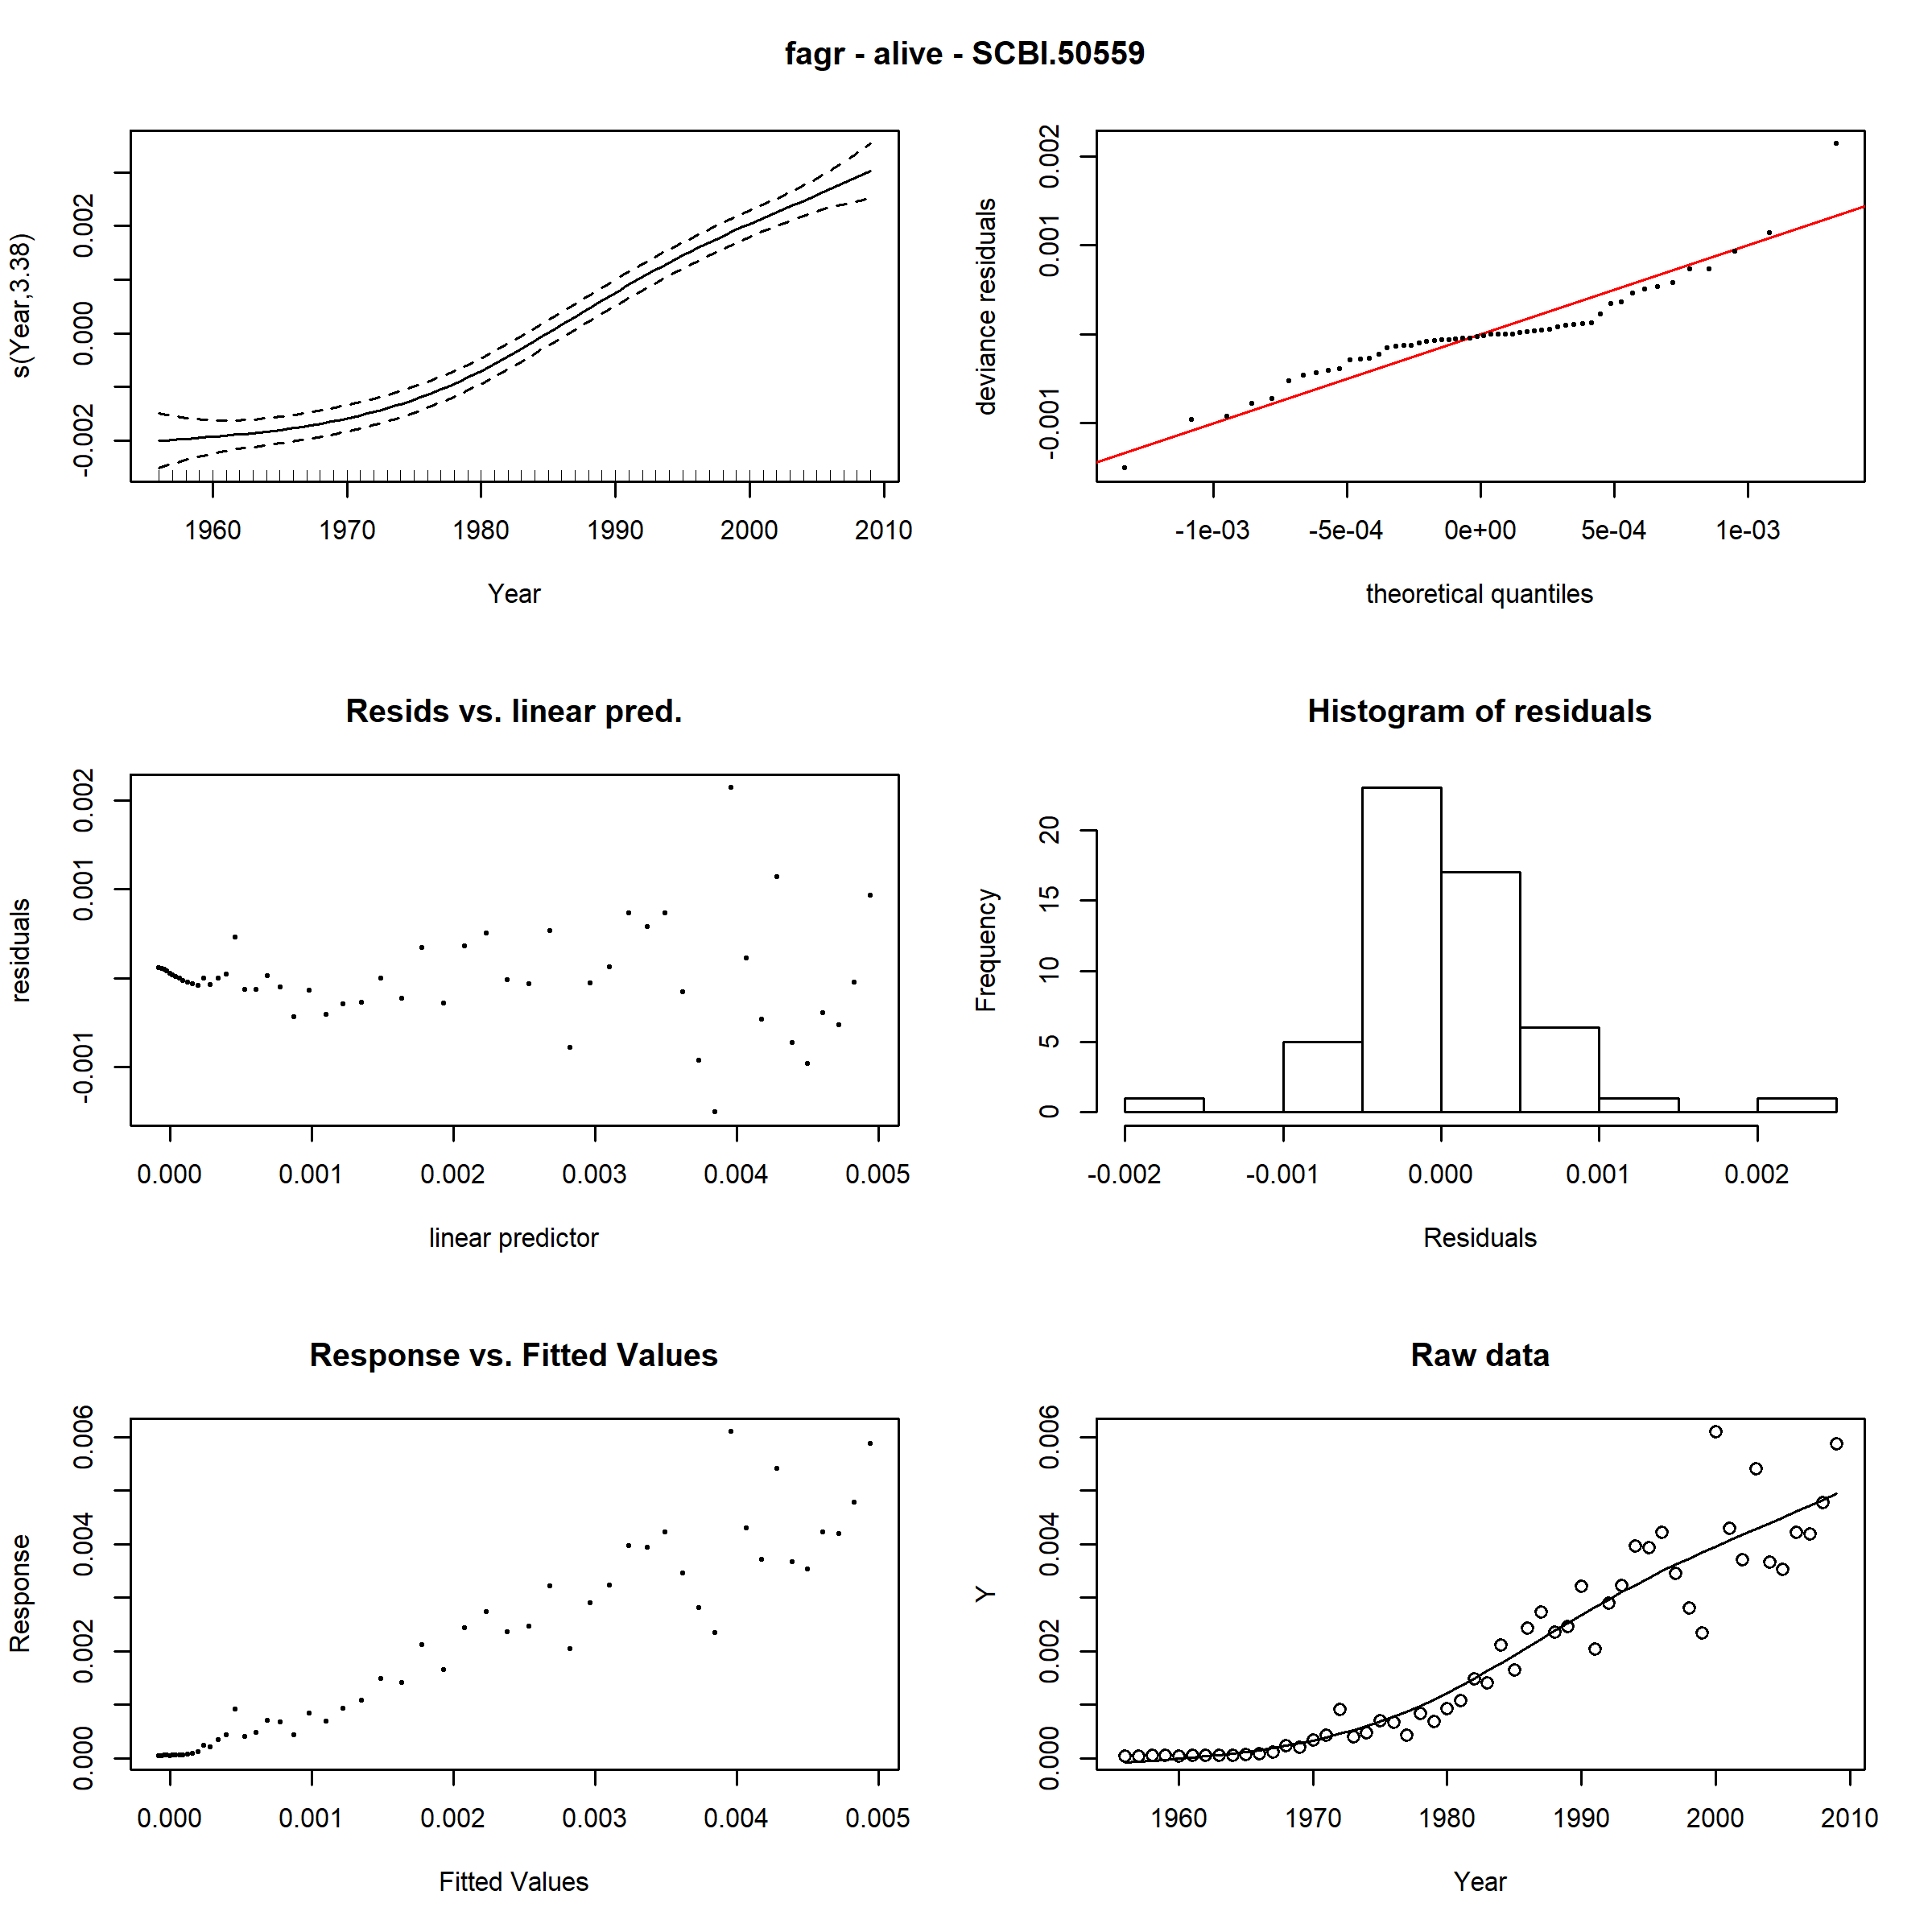 fagr - alive - SCBI.50559
s(Year,3.38)
0.002
0.000
-0.002
1960 1970 1980 1990 2000 2010
Year
deviance residuals
0.002
0.001
-0.001
-1e-03 -5e-04 0e+00 5e-04 1e-03
theoretical quantiles
Resids vs. linear pred.
residuals
0.002
0.001
-0.001
0.000 0.001 0.002 0.003 0.004 0.005
linear predictor
Histogram of residuals
Frequency
20
15
10
5
0
-0.002 -0.001 0.000 0.001 0.002
Residuals
Response vs. Fitted Values
Response
0.006
0.004
0.002
0.000
0.000 0.001 0.002 0.003 0.004 0.005
Fitted Values
Raw data
Y
0.006
0.004
0.002
0.000
1960 1970 1980 1990 2000 2010
Year